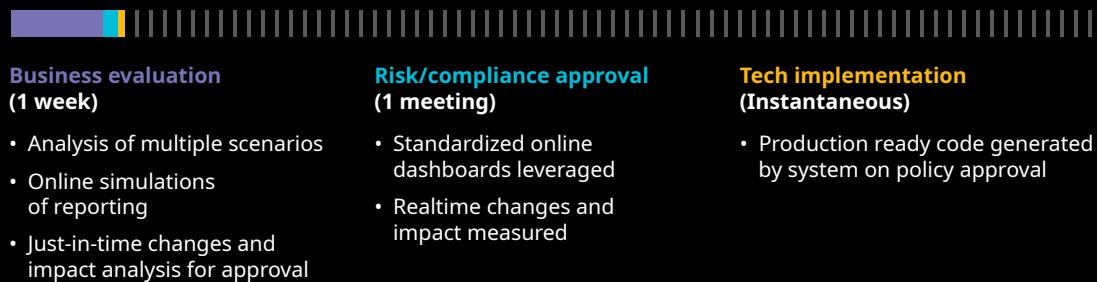 Business evaluation
(1 week)
• Analysis of multiple scenarios
• Online simulations
of reporting
• Just-in-time changes and
impact analysis for approval
Risk/compliance approval
(1 meeting)
• Standardized online
dashboards leveraged
• Realtime changes and
impact measured
Tech implementation
(Instantaneous)
• Production ready code generated
by system on policy approval